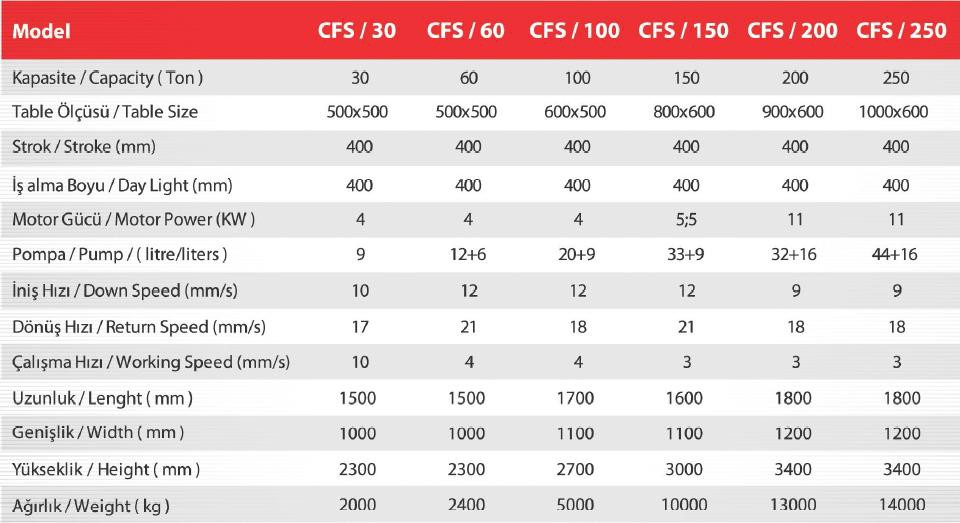 Model CFS / 30 CFS / 60 CFS / 100 CFS / 150 CFS / 200 CFS / 250
Kapasite / Capacity ( Ton ) 30 60 100 150 200 250
Table Ölçüsü / Table Size 500x500 500x500 600x500 800x600 900x600 1000x600
Strok / Stroke (mm) 400 400 400 400 400 400
İş alma Boyu / Day Light (mm) 400 400 400 400 400 400
Motor Gücü / Motor Power (KW ) 4 4 4 5;5 11 11
Pompa / Pump / ( litre/liters ) 9 12+6 20+9 33+9 32+16 44+16
İniş Hızı / Down Speed (mm/s) 10 12 12 12 9 9
Dönüş Hızı / Return Speed (mm/s) 17 21 18 21 18 18
Çalışma Hızı / Working Speed (mm/s) 10 4 4 3 3 3
Uzunluk / Lenght ( mm ) 1500 1500 1700 1600 1800 1800
Genişlik / Width ( mm ) 1000 1000 1100 1100 1200 1200
Yükseklik / Height ( mm ) 2300 2300 2700 3000 3400 3400
Ağırlık / Weight ( kg ) 2000 2400 5000 10000 13000 14000